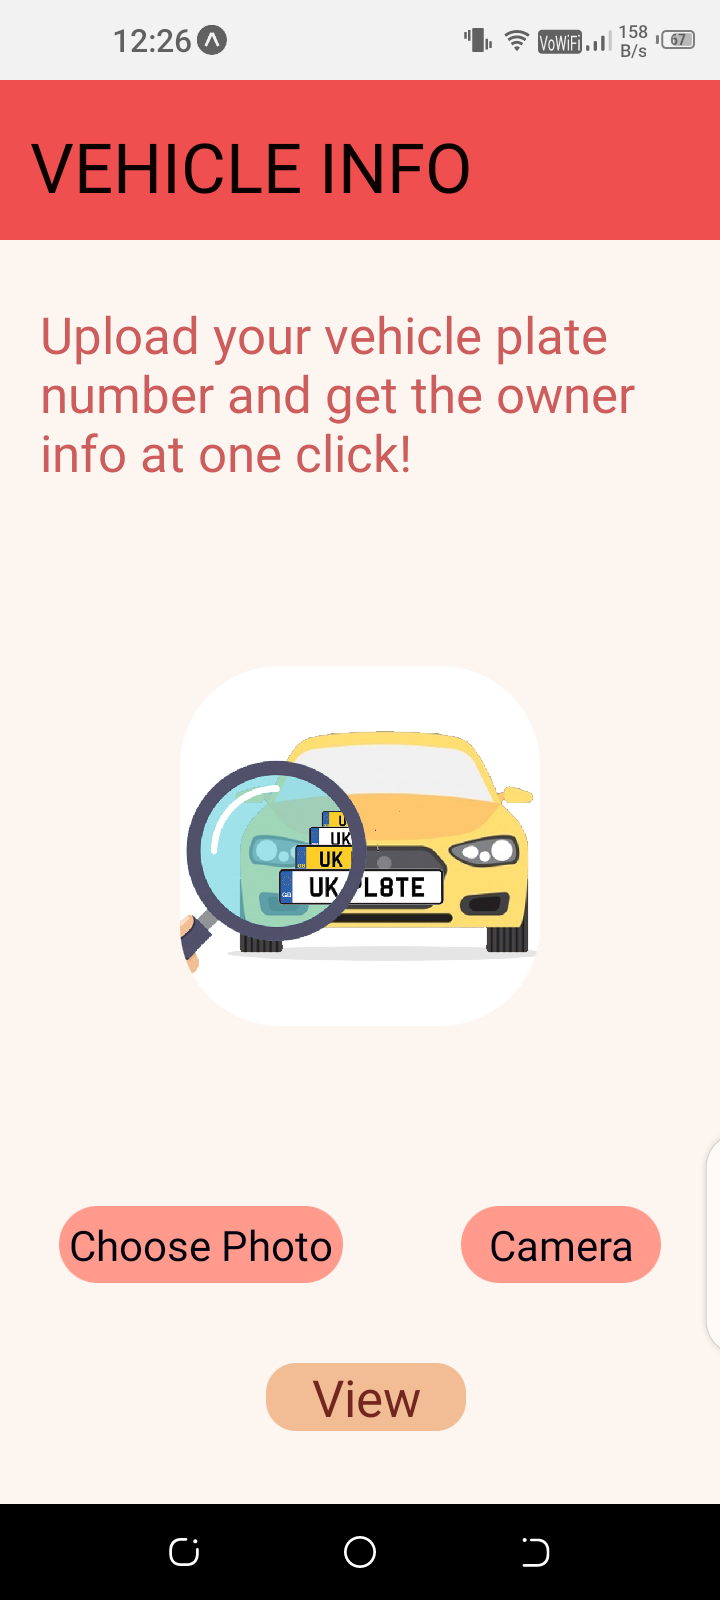 12:26
VoWiFi 158 B/s 67
VEHICLE INFO
Upload your vehicle plate
number and get the owner
info at one click!
U
UK
UK
UK PL8TE
Choose Photo
Camera
View